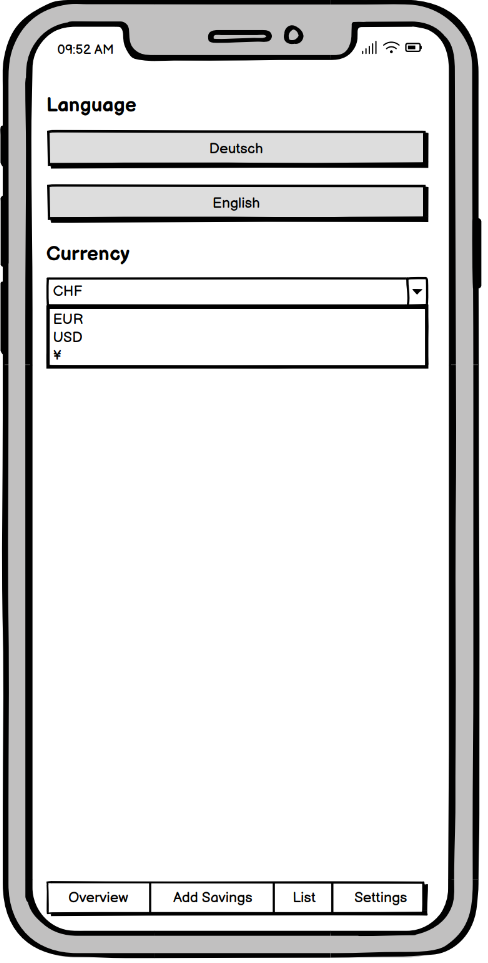 09:52 AM
Language
Deutsch
English
Currency
CHF
EUR
USD
¥
Overview Add Savings List Settings